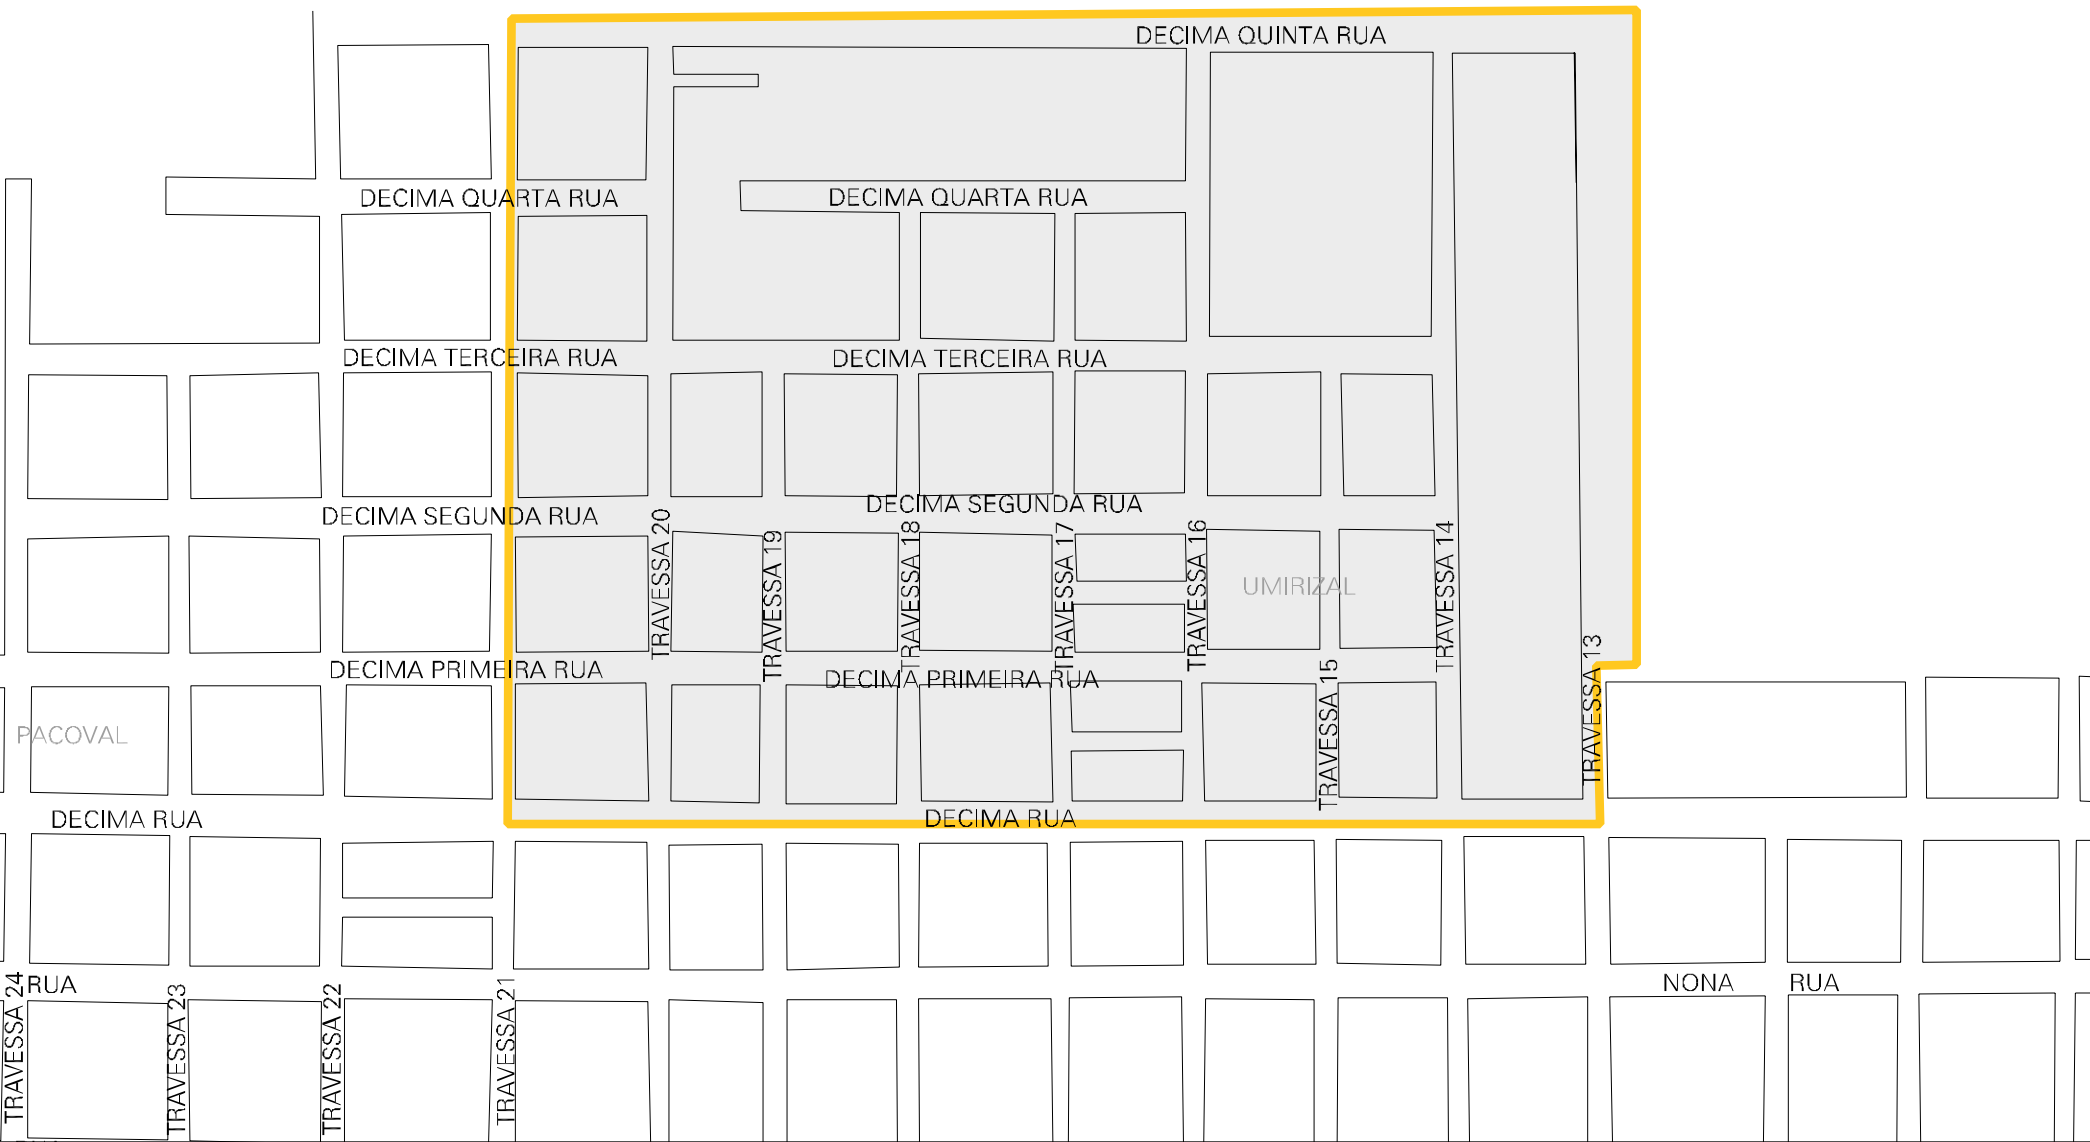 DECIMA QUINTA RUA
DECIMA QUARTA RUA
DECIMA QUARTA RUA
DECIMA TERCEIRA RUA
DECIMA TERCEIRA RUA
DECIMA SEGUNDA RUA
DECIMA SEGUNDA RUA
TRAVESSA 20
TRAVESSA 19
TRAVESSA 18
TRAVESSA 17
TRAVESSA 16
UMIRIZAL
TRAVESSA 14
DECIMA PRIMEIRA RUA
DECIMA PRIMEIRA RUA
TRAVESSA 15
TRAVESSA 13
PACOVAL
DECIMA RUA
DECIMA RUA
RUA
NONA RUA
TRAVESSA 24
TRAVESSA 23
TRAVESSA 22
TRAVESSA 21